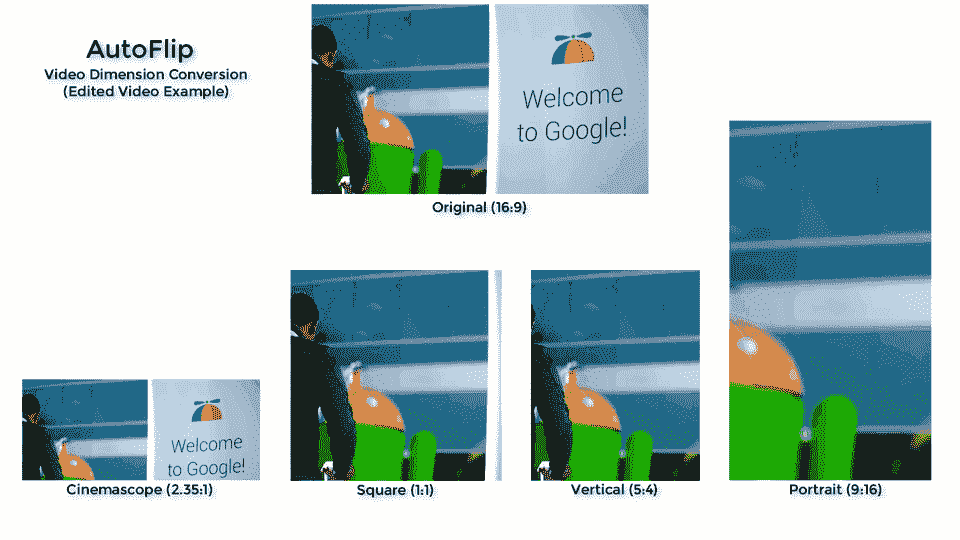 AutoFlip
Video Dimension Conversion
(Edited Video Example)
Welcome
to Google!
Original (16:9)
Welcome
to Google!
Cinemascope (2.35:1)
Square (1:1)
Vertical (5:4)
Portrait (9:16)